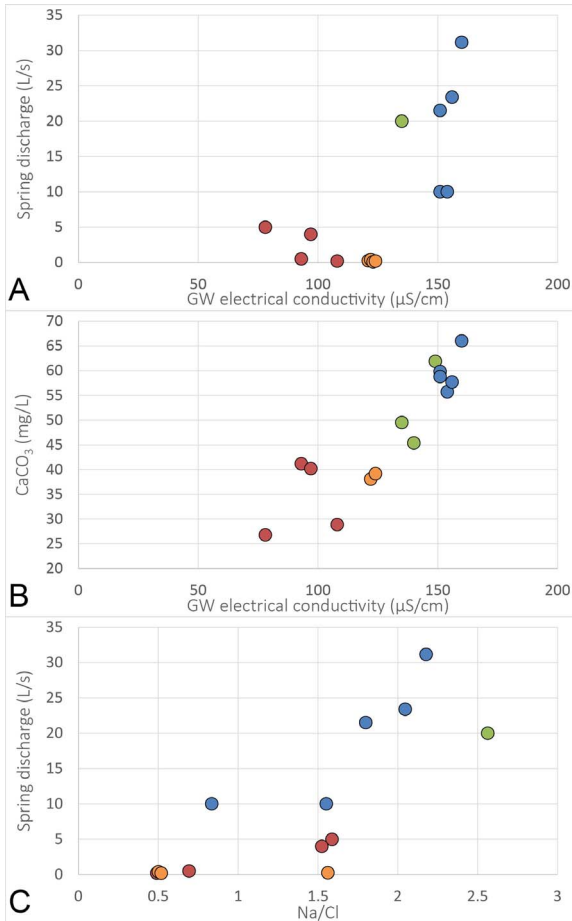 35
30
25
20
15
10
5
0
Spring discharge (L/s)
0 50 100 150 200
GW electrical conductivity (µS/cm)
A
70
65
60
55
50
45
40
35
30
25
20
CaCO₃ (mg/L)
0 50 100 150 200
GW electrical conductivity (µS/cm)
B
35
30
25
20
15
10
5
0
Spring discharge (L/s)
0 0.5 1 1.5 2 2.5 3
Na/Cl
C